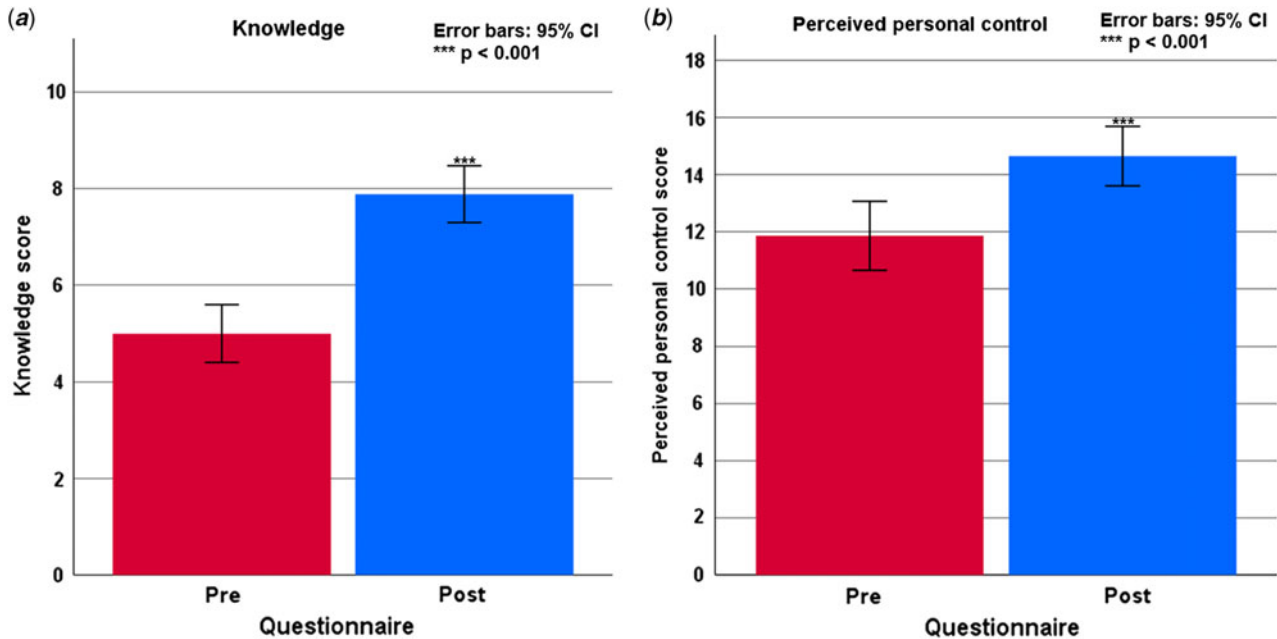 (a)
Knowledge
Error bars: 95% CI
*** p < 0.001
10
8
6
4
2
0
Knowledge score
***
Pre
Post
Questionnaire
(b)
Perceived personal control
Error bars: 95% CI
*** p < 0.001
18
16
14
12
10
8
6
4
2
0
Perceived personal control score
***
Pre
Post
Questionnaire